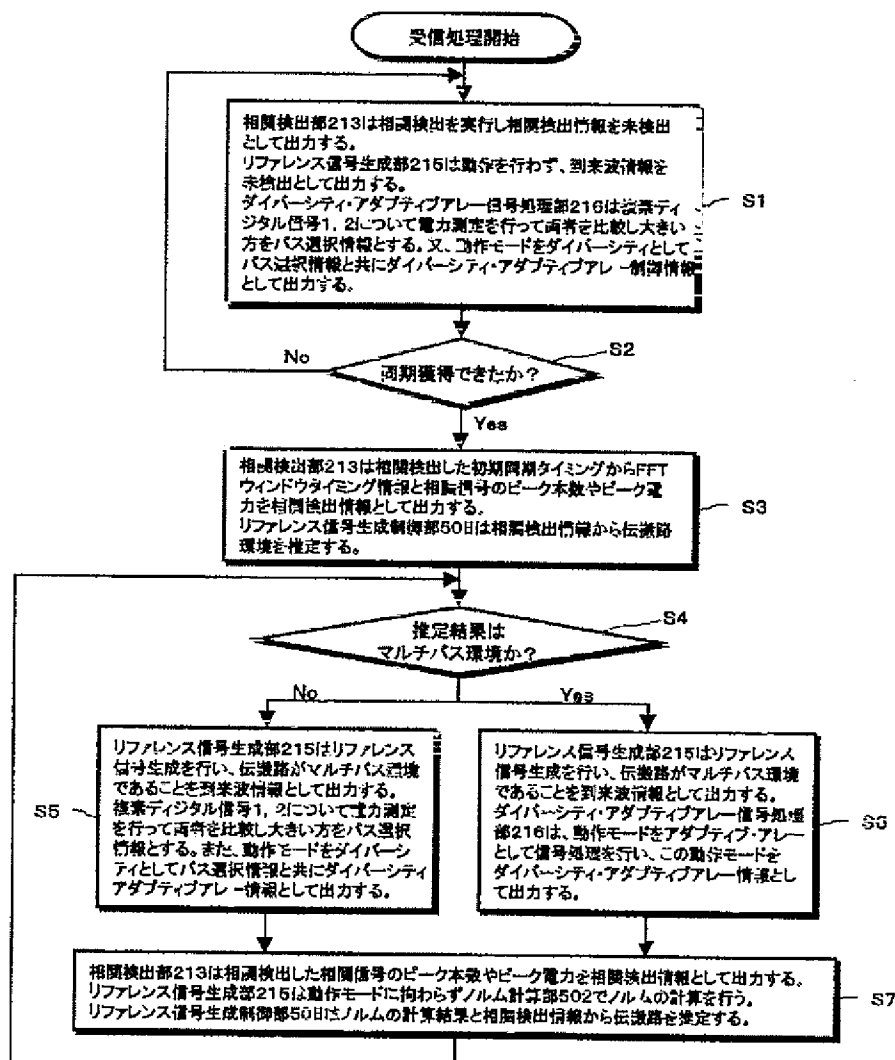 受信処理開始
相関検出部213は相関検出を実行し相関検出情報を未検出
として出力する。
リファレンス信号生成部215は動作を行わず、到来波情報を
未検出として出力する。
ダイバーシティ・アダプティブアレー信号処理部216は複素ディ
ジタル信号1, 2について電力測定を行って両者を比較し大きい
方をパス選択情報とする。又、動作モードをダイバーシティとして
パス選択情報と共にダイバーシティ・アダプティブアレー制御情報
として出力する。
S1
No
S2
同期獲得できたか？
Yes
相関検出部213は相関検出した初期同期タイミングからFFT
ウィンドウタイミング情報と相関信号のピーク本数やピーク電
力を相関検出情報として出力する。
リファレンス信号生成制御部501は相関検出情報から伝搬路
環境を推定する。
S3
S4
推定結果は
マルチパス環境か？
No
Yes
リファレンス信号生成部215はリファレンス
信号生成を行い、伝搬路がマルチパス環境
であることを到来波情報として出力する。
複素ディジタル信号1, 2について電力測定
を行って両者を比較し大きい方をパス選択
情報とする。また、動作モードをダイバーシ
ティとしてパス選択情報と共にダイバーシティ
アダプティブアレー情報として出力する。
S5
リファレンス信号生成部215はリファレンス
信号生成を行い、伝搬路がマルチパス環境
であることを到来波情報として出力する。
ダイバーシティ・アダプティブアレー信号処理
部216は、動作モードをアダプティブ・アレー
として信号処理を行い、この動作モードを
ダイバーシティ・アダプティブアレー情報とし
て出力する。
S6
相関検出部213は相関検出した相関信号のピーク本数やピーク電力を相関検出情報として出力する。
リファレンス信号生成部215は動作モードに拘わらずノルム計算部502でノルムの計算を行う。
リファレンス信号生成制御部501はノルムの計算結果と相関検出情報から伝搬路を推定する。
S7